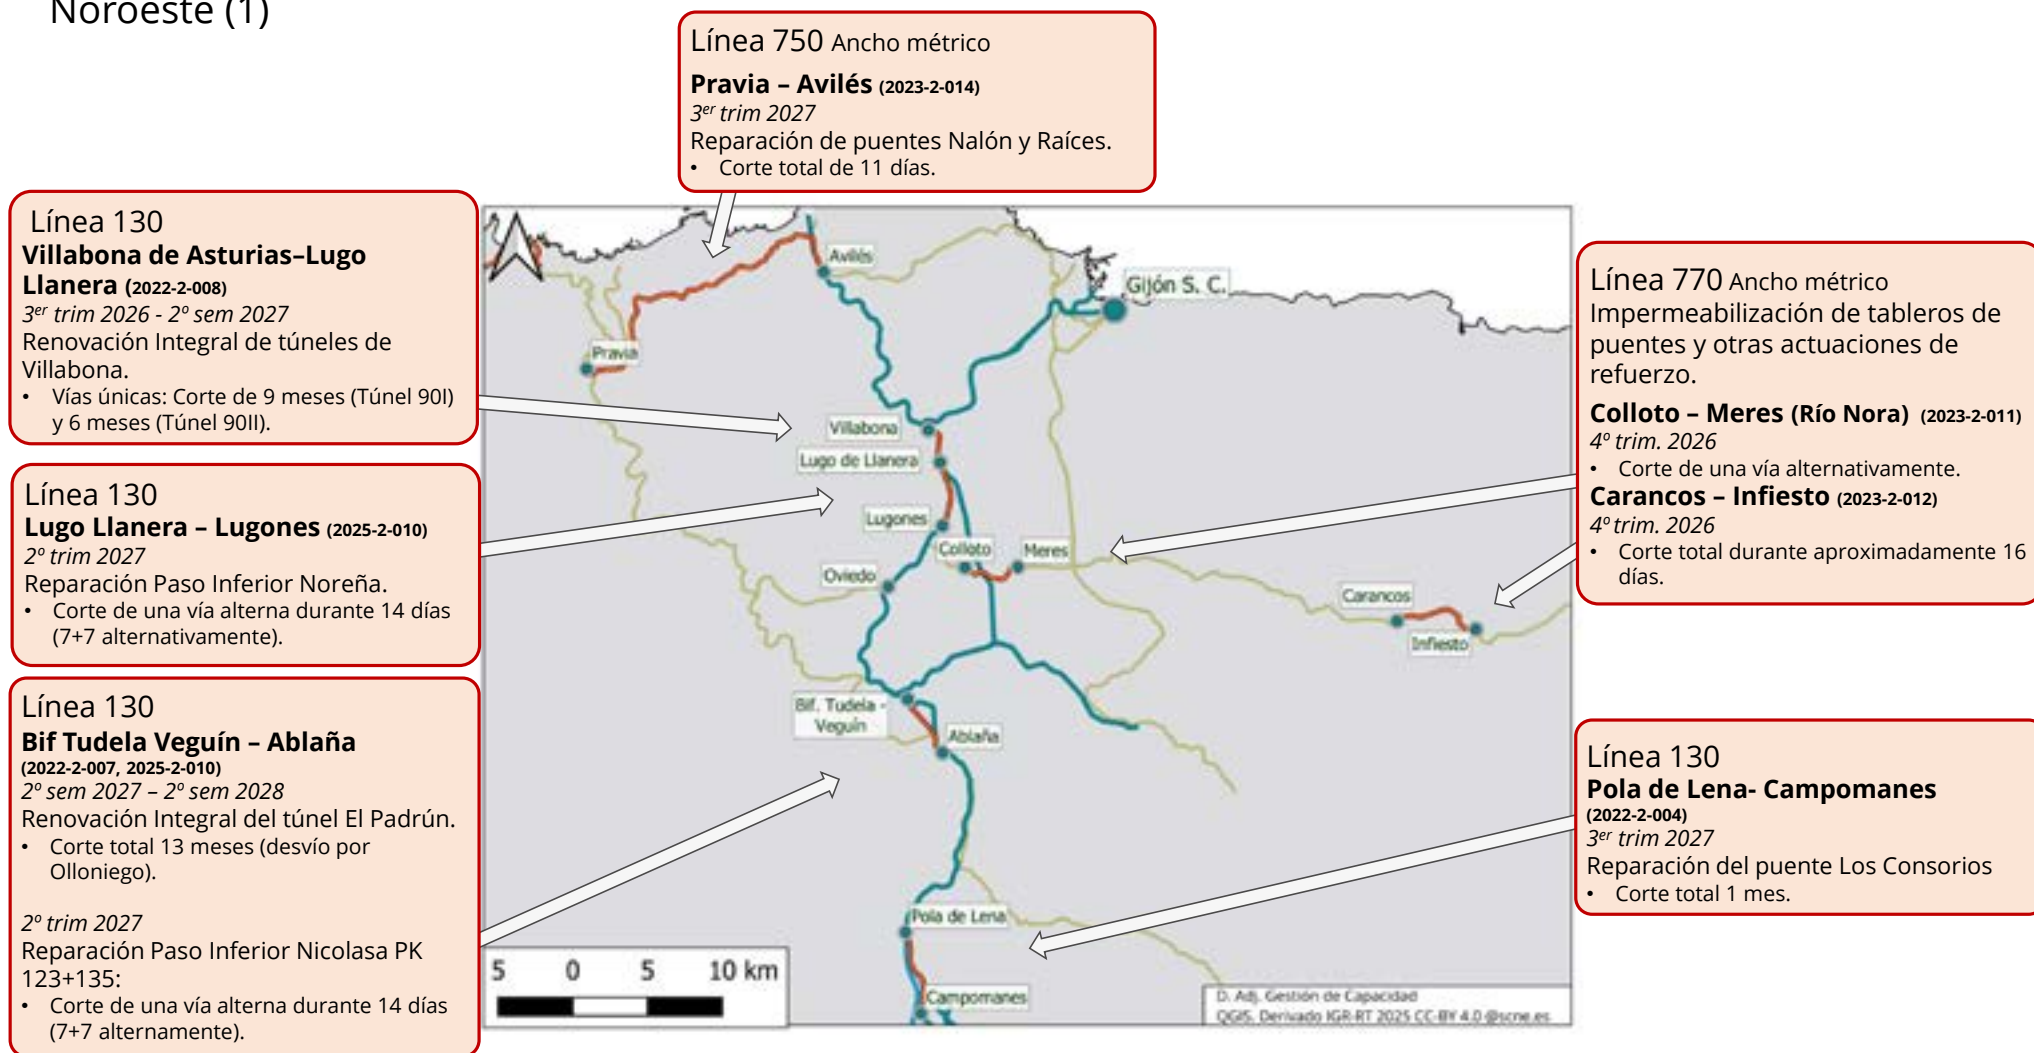 Noroeste (1)
Línea 750 Ancho métrico
Pravia – Avilés (2023-2-014)
3er trim 2027
Reparación de puentes Nalón y Raíces.
• Corte total de 11 días.
Línea 130
Villabona de Asturias–Lugo
Llanera (2022-2-008)
3er trim 2026 - 2º sem 2027
Renovación Integral de túneles de
Villabona.
• Vías únicas: Corte de 9 meses (Túnel 90I)
y 6 meses (Túnel 90II).
Línea 130
Lugo Llanera – Lugones (2025-2-010)
2º trim 2027
Reparación Paso Inferior Noreña.
• Corte de una vía alterna durante 14 días
(7+7 alternativamente).
Línea 130
Bif Tudela Veguín – Ablaña
(2022-2-007, 2025-2-010)
2º sem 2027 – 2º sem 2028
Renovación Integral del túnel El Padrún.
• Corte total 13 meses (desvío por
Olloniego).
2º trim 2027
Reparación Paso Inferior Nicolasa PK
123+135:
• Corte de una vía alterna durante 14 días
(7+7 alternamente).
Línea 770 Ancho métrico
Impermeabilización de tableros de
puentes y otras actuaciones de
refuerzo.
Colloto – Meres (Río Nora) (2023-2-011)
4º trim. 2026
• Corte de una vía alternativamente.
Carancos – Infiesto (2023-2-012)
4º trim. 2026
• Corte total durante aproximadamente 16
días.
Línea 130
Pola de Lena- Campomanes
(2022-2-004)
3er trim 2027
Reparación del puente Los Consorios
• Corte total 1 mes.
Avilés
Gijón S. C.
Pravia
Villabona
Lugo de Llanera
Lugones
Colloto
Meres
Oviedo
Carancos
Infiesto
Bif. Tudela -
Veguín
Ablaña
Pola de Lena
Campomanes
5 0 5 10 km
D. Adj. Gestión de Capacidad
QGIS. Derivado IGR-RT 2025 CC-BY 4.0 @scne.es